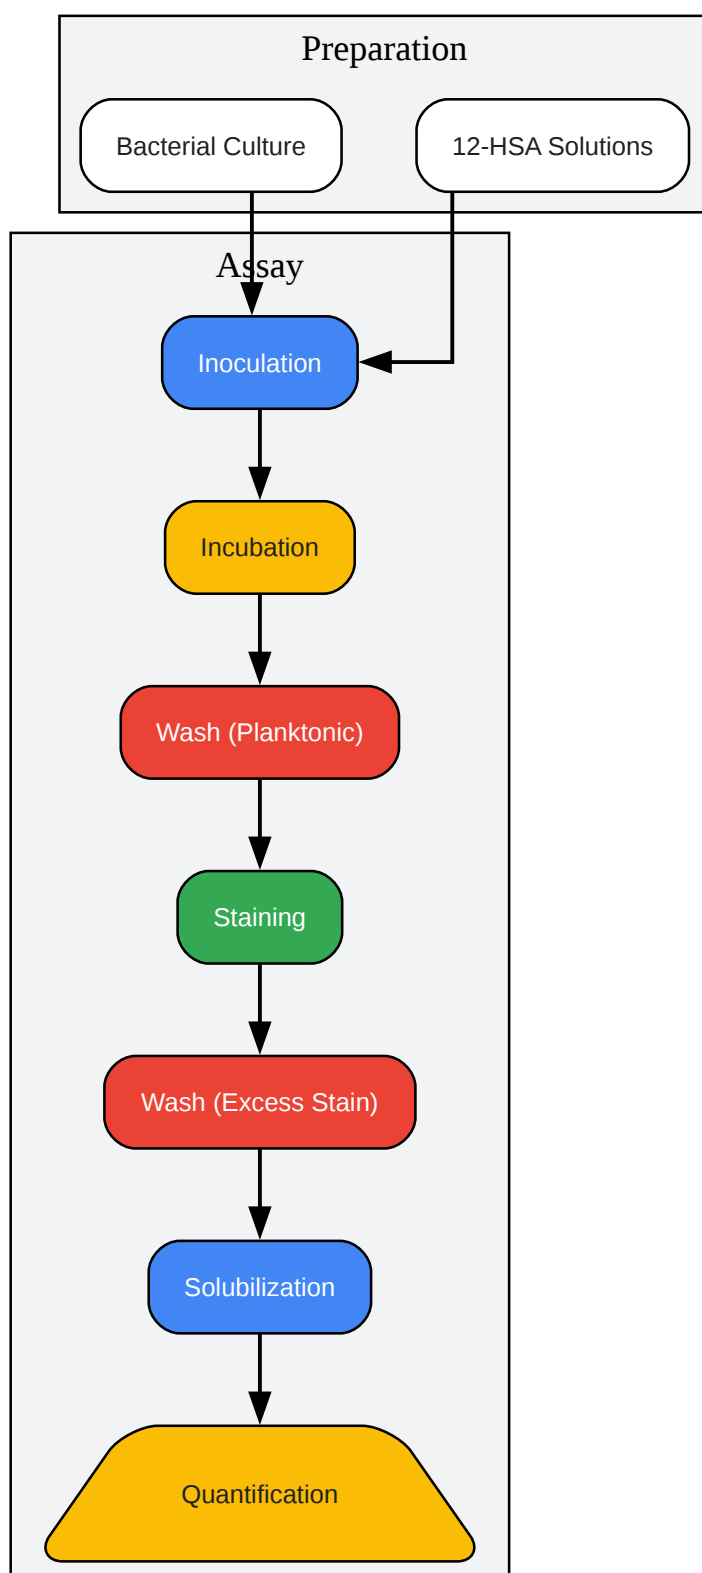 Preparation
Bacterial Culture
12-HSA Solutions
Assay
Inoculation
Incubation
Wash (Planktonic)
Staining
Wash (Excess Stain)
Solubilization
Quantification